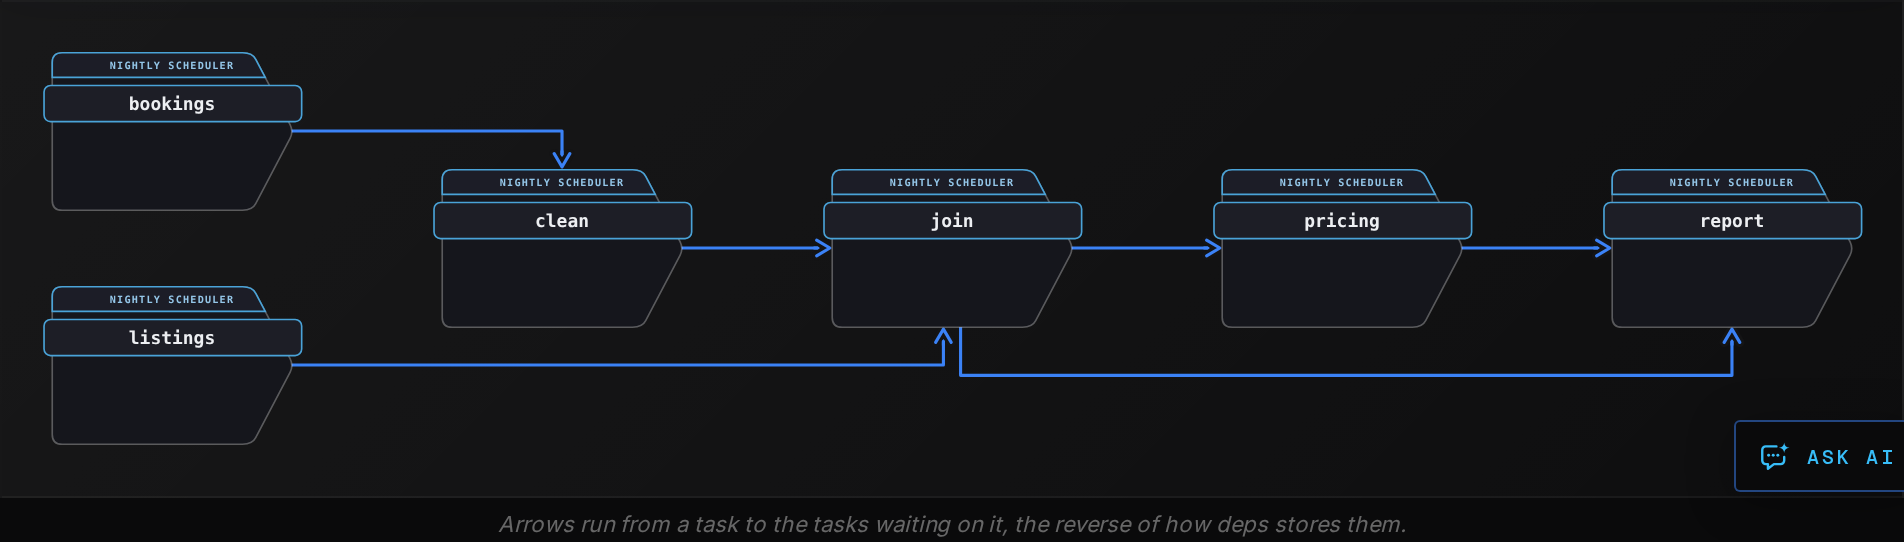 NIGHTLY SCHEDULER
bookings
NIGHTLY SCHEDULER
clean
NIGHTLY SCHEDULER
join
NIGHTLY SCHEDULER
pricing
NIGHTLY SCHEDULER
report
NIGHTLY SCHEDULER
listings
ASK AI
Arrows run from a task to the tasks waiting on it, the reverse of how deps stores them.